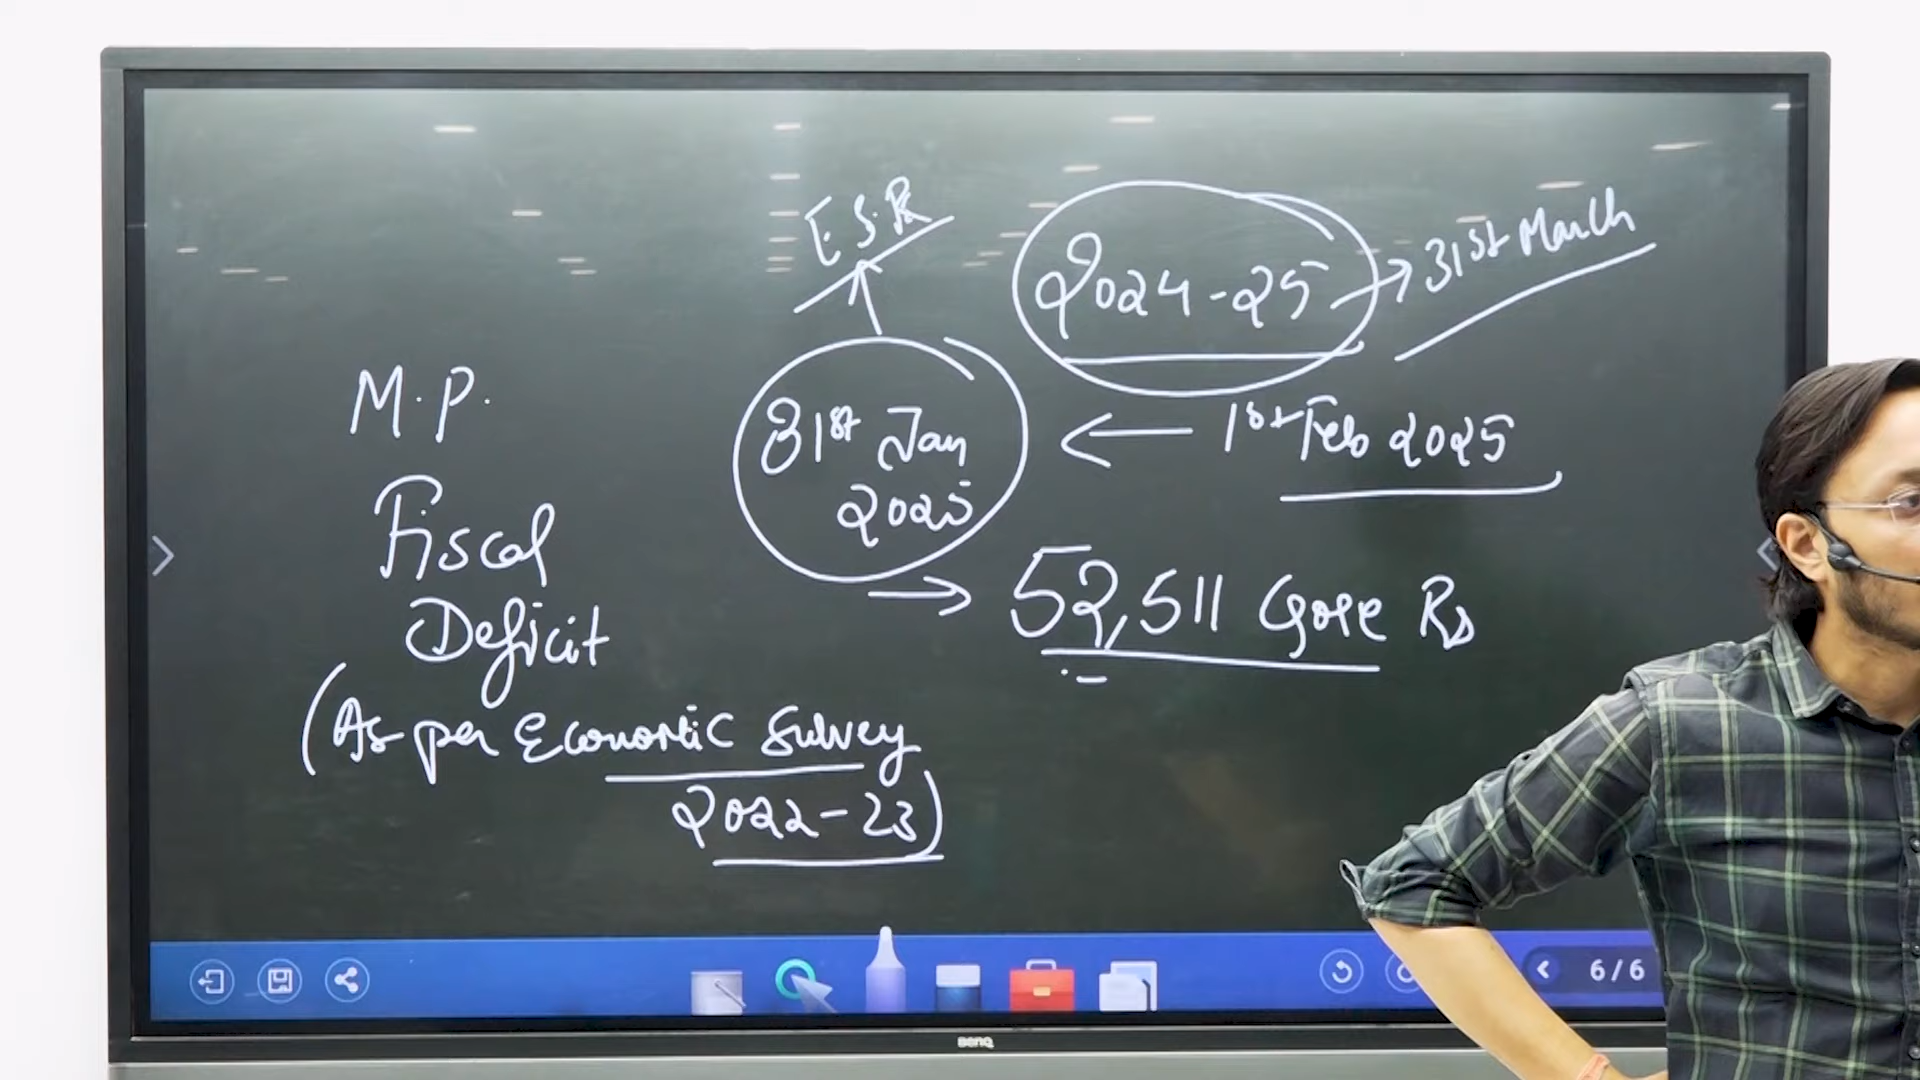 E.S.R
2024-25 → 31st March
M.P.
31st Jan
2025
← 1st Feb 2025
Fiscal
Deficit
→ 52,511 Crore Rs
(As per Economic Survey
2022-23)
6/6
BenQ